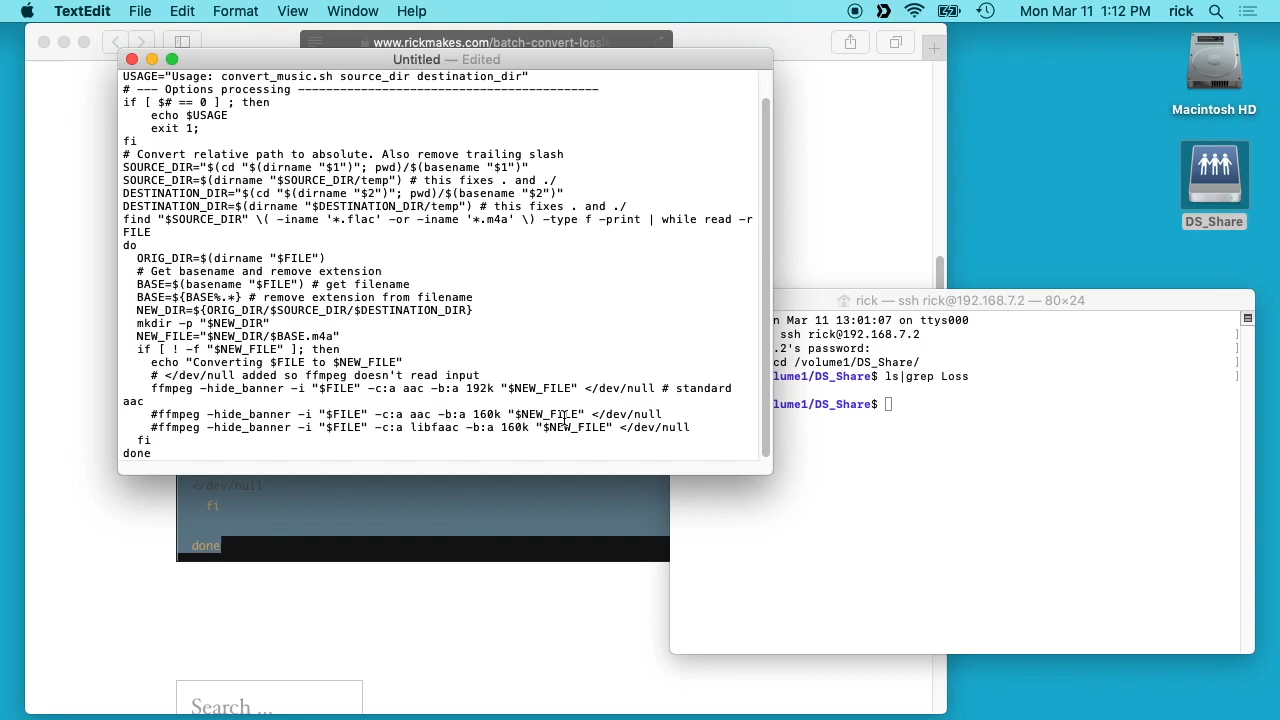 TextEdit File Edit Format View Window Help Mon Mar 11 1:12 PM rick
www.rickmakes.com/batch-convert-lossle
Untitled — Edited
USAGE="Usage: convert_music.sh source_dir destination_dir"
# --- Options processing -------------------------------------------
if [ $# == 0 ] ; then
echo $USAGE
exit 1;
fi
# Convert relative path to absolute. Also remove trailing slash
SOURCE_DIR="$(cd "$(dirname "$1")"; pwd)/$(basename "$1")"
SOURCE_DIR=$(dirname "$SOURCE_DIR/temp") # this fixes . and ./
DESTINATION_DIR="$(cd "$(dirname "$2")"; pwd)/$(basename "$2")"
DESTINATION_DIR=$(dirname "$DESTINATION_DIR/temp") # this fixes . and ./
find "$SOURCE_DIR" \( -iname '*.flac' -or -iname '*.m4a' \) -type f -print | while read -r
FILE
do
ORIG_DIR=$(dirname "$FILE")
# Get basename and remove extension
BASE=$(basename "$FILE") # get filename
BASE=${BASE%.*} # remove extension from filename
NEW_DIR=${ORIG_DIR/$SOURCE_DIR/$DESTINATION_DIR}
mkdir -p "$NEW_DIR"
NEW_FILE="$NEW_DIR/$BASE.m4a"
if [ ! -f "$NEW_FILE" ]; then
echo "Converting $FILE to $NEW_FILE"
# </dev/null added so ffmpeg doesn't read input
ffmpeg -hide_banner -i "$FILE" -c:a aac -b:a 192k "$NEW_FILE" </dev/null # standard
aac
#ffmpeg -hide_banner -i "$FILE" -c:a aac -b:a 160k "$NEW_FILE" </dev/null
#ffmpeg -hide_banner -i "$FILE" -c:a libfaac -b:a 160k "$NEW_FILE" </dev/null
fi
done
</dev/null
fi
done
Search ...
rick — ssh rick@192.168.7.2 — 80×24
n Mar 11 13:01:07 on ttys000
ssh rick@192.168.7.2
.2's password:
cd /volume1/DS_Share/
lume1/DS_Share$ ls|grep Loss
lume1/DS_Share$
Macintosh HD
DS_Share